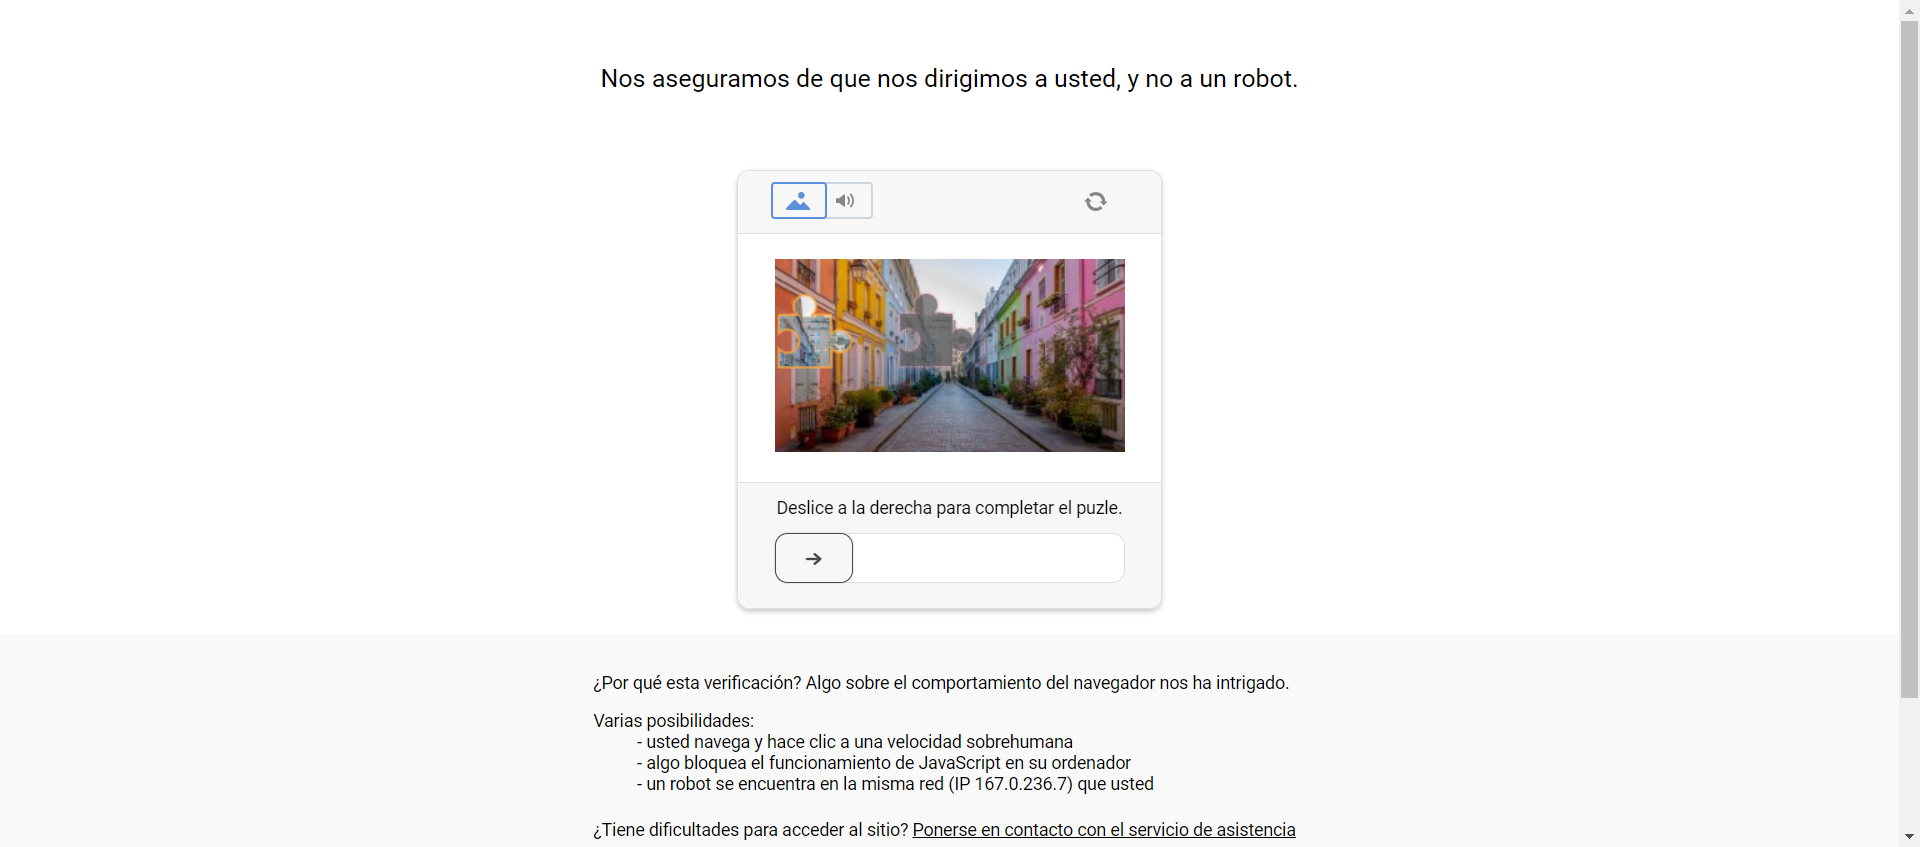 Nos aseguramos de que nos dirigimos a usted, y no a un robot.
Deslice a la derecha para completar el puzle.
¿Por qué esta verificación? Algo sobre el comportamiento del navegador nos ha intrigado.
Varias posibilidades:
- usted navega y hace clic a una velocidad sobrehumana
- algo bloquea el funcionamiento de JavaScript en su ordenador
- un robot se encuentra en la misma red (IP 167.0.236.7) que usted
¿Tiene dificultades para acceder al sitio? Ponerse en contacto con el servicio de asistencia